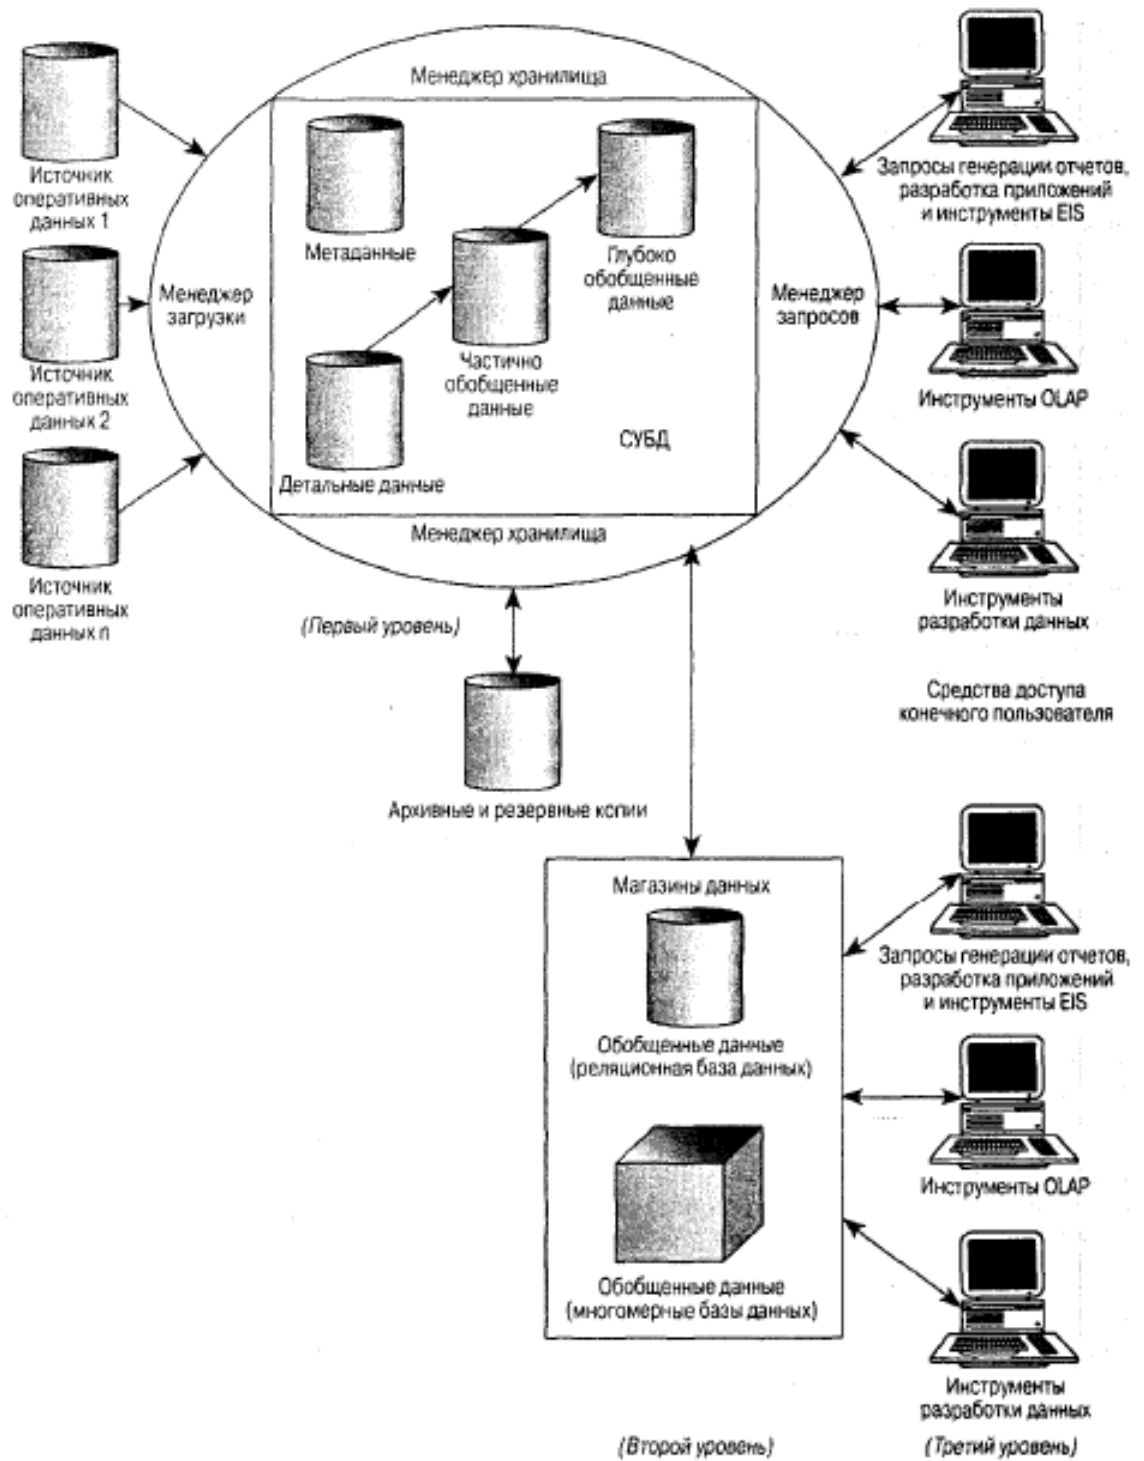 Менеджер хранилища
Источник
оперативных
данных 1
Источник
оперативных
данных 2
Источник
оперативных
данных n
Менеджер
загрузки
Метаданные
Глубоко
обобщенные
данные
Частично
обобщенные
данные
Детальные данные
СУБД
Менеджер
запросов
Менеджер хранилища
(Первый уровень)
Архивные и резервные копии
Запросы генерации отчетов,
разработка приложений
и инструменты EIS
Инструменты OLAP
Инструменты
разработки данных
Средства доступа
конечного пользователя
Магазины данных
Обобщенные данные
(реляционная база данных)
Обобщенные данные
(многомерные базы данных)
Запросы генерации отчетов,
разработка приложений
и инструменты EIS
Инструменты OLAP
Инструменты
разработки данных
(Второй уровень)
(Третий уровень)